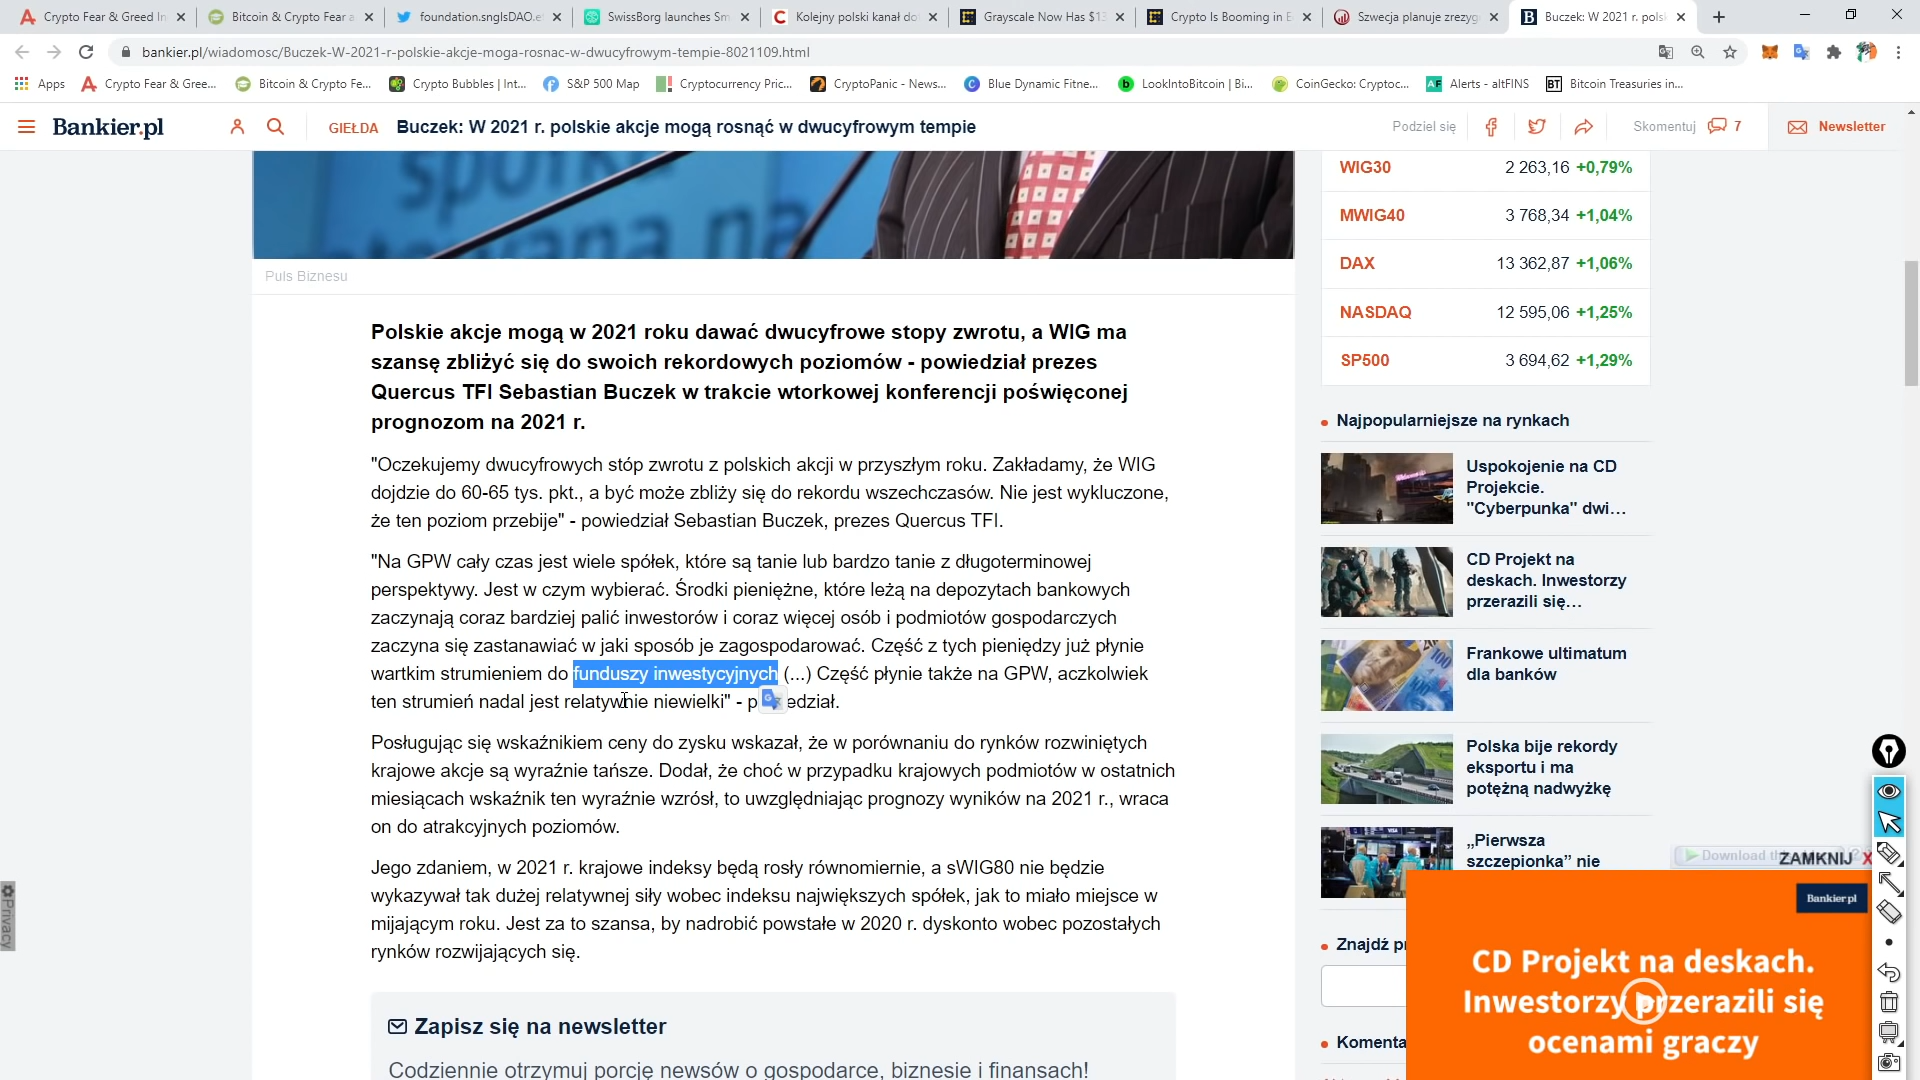 Crypto Fear & Greed In
Bitcoin & Crypto Fear a
foundation.snglsDAO.e
SwissBorg launches Sm
Kolejny polski kanał do
Grayscale Now Has $1
Crypto Is Booming in E
Szwecja planuje zrezyg
Buczek: W 2021 r. polsk
bankier.pl/wiadomosc/Buczek-W-2021-r-polskie-akcje-moga-rosnac-w-dwucyfrowym-tempie-8021109.html
Apps
Crypto Fear & Gree...
Bitcoin & Crypto Fe...
Crypto Bubbles | Int...
S&P 500 Map
Cryptocurrency Pric...
CryptoPanic - News...
Blue Dynamic Fitne...
LookIntoBitcoin | Bi...
CoinGecko: Cryptoc...
Alerts - altFINS
Bitcoin Treasuries in...
Bankier.pl
GIEŁDA
Buczek: W 2021 r. polskie akcje mogą rosnąć w dwucyfrowym tempie
Podziel się
Skomentuj
7
Newsletter
WIG30 2 263,16 +0,79%
MWIG40 3 768,34 +1,04%
DAX 13 362,87 +1,06%
NASDAQ 12 595,06 +1,25%
SP500 3 694,62 +1,29%
Puls Biznesu
Polskie akcje mogą w 2021 roku dawać dwucyfrowe stopy zwrotu, a WIG ma
szansę zbliżyć się do swoich rekordowych poziomów - powiedział prezes
Quercus TFI Sebastian Buczek w trakcie wtorkowej konferencji poświęconej
prognozom na 2021 r.
"Oczekujemy dwucyfrowych stóp zwrotu z polskich akcji w przyszłym roku. Zakładamy, że WIG
dojdzie do 60-65 tys. pkt., a być może zbliży się do rekordu wszechczasów. Nie jest wykluczone,
że ten poziom przebije" - powiedział Sebastian Buczek, prezes Quercus TFI.
"Na GPW cały czas jest wiele spółek, które są tanie lub bardzo tanie z długoterminowej
perspektywy. Jest w czym wybierać. Środki pieniężne, które leżą na depozytach bankowych
zaczynają coraz bardziej palić inwestorów i coraz więcej osób i podmiotów gospodarczych
zaczyna się zastanawiać w jaki sposób je zagospodarować. Część z tych pieniędzy już płynie
wartkim strumieniem do funduszy inwestycyjnych (...) Część płynie także na GPW, aczkolwiek
ten strumień nadal jest relatywnie niewielki" - p edział.
Posługując się wskaźnikiem ceny do zysku wskazał, że w porównaniu do rynków rozwiniętych
krajowe akcje są wyraźnie tańsze. Dodał, że choć w przypadku krajowych podmiotów w ostatnich
miesiącach wskaźnik ten wyraźnie wzrósł, to uwzględniając prognozy wyników na 2021 r., wraca
on do atrakcyjnych poziomów.
Jego zdaniem, w 2021 r. krajowe indeksy będą rosły równomiernie, a sWIG80 nie będzie
wykazywał tak dużej relatywnej siły wobec indeksu największych spółek, jak to miało miejsce w
mijającym roku. Jest za to szansa, by nadrobić powstałe w 2020 r. dyskonto wobec pozostałych
rynków rozwijających się.
Zapisz się na newsletter
Codziennie otrzymuj porcję newsów o gospodarce, biznesie i finansach!
Najpopularniejsze na rynkach
Uspokojenie na CD
Projekcie.
"Cyberpunka" dwi...
CD Projekt na
deskach. Inwestorzy
przerazili się...
Frankowe ultimatum
dla banków
Polska bije rekordy
eksportu i ma
potężną nadwyżkę
„Pierwsza
szczepionka” nie
Download th
ZAMKNIJ X
Znajdź pr
Komenta
Bankier.pl
CD Projekt na deskach.
Inwestorzy przerazili się
ocenami graczy
Privacy